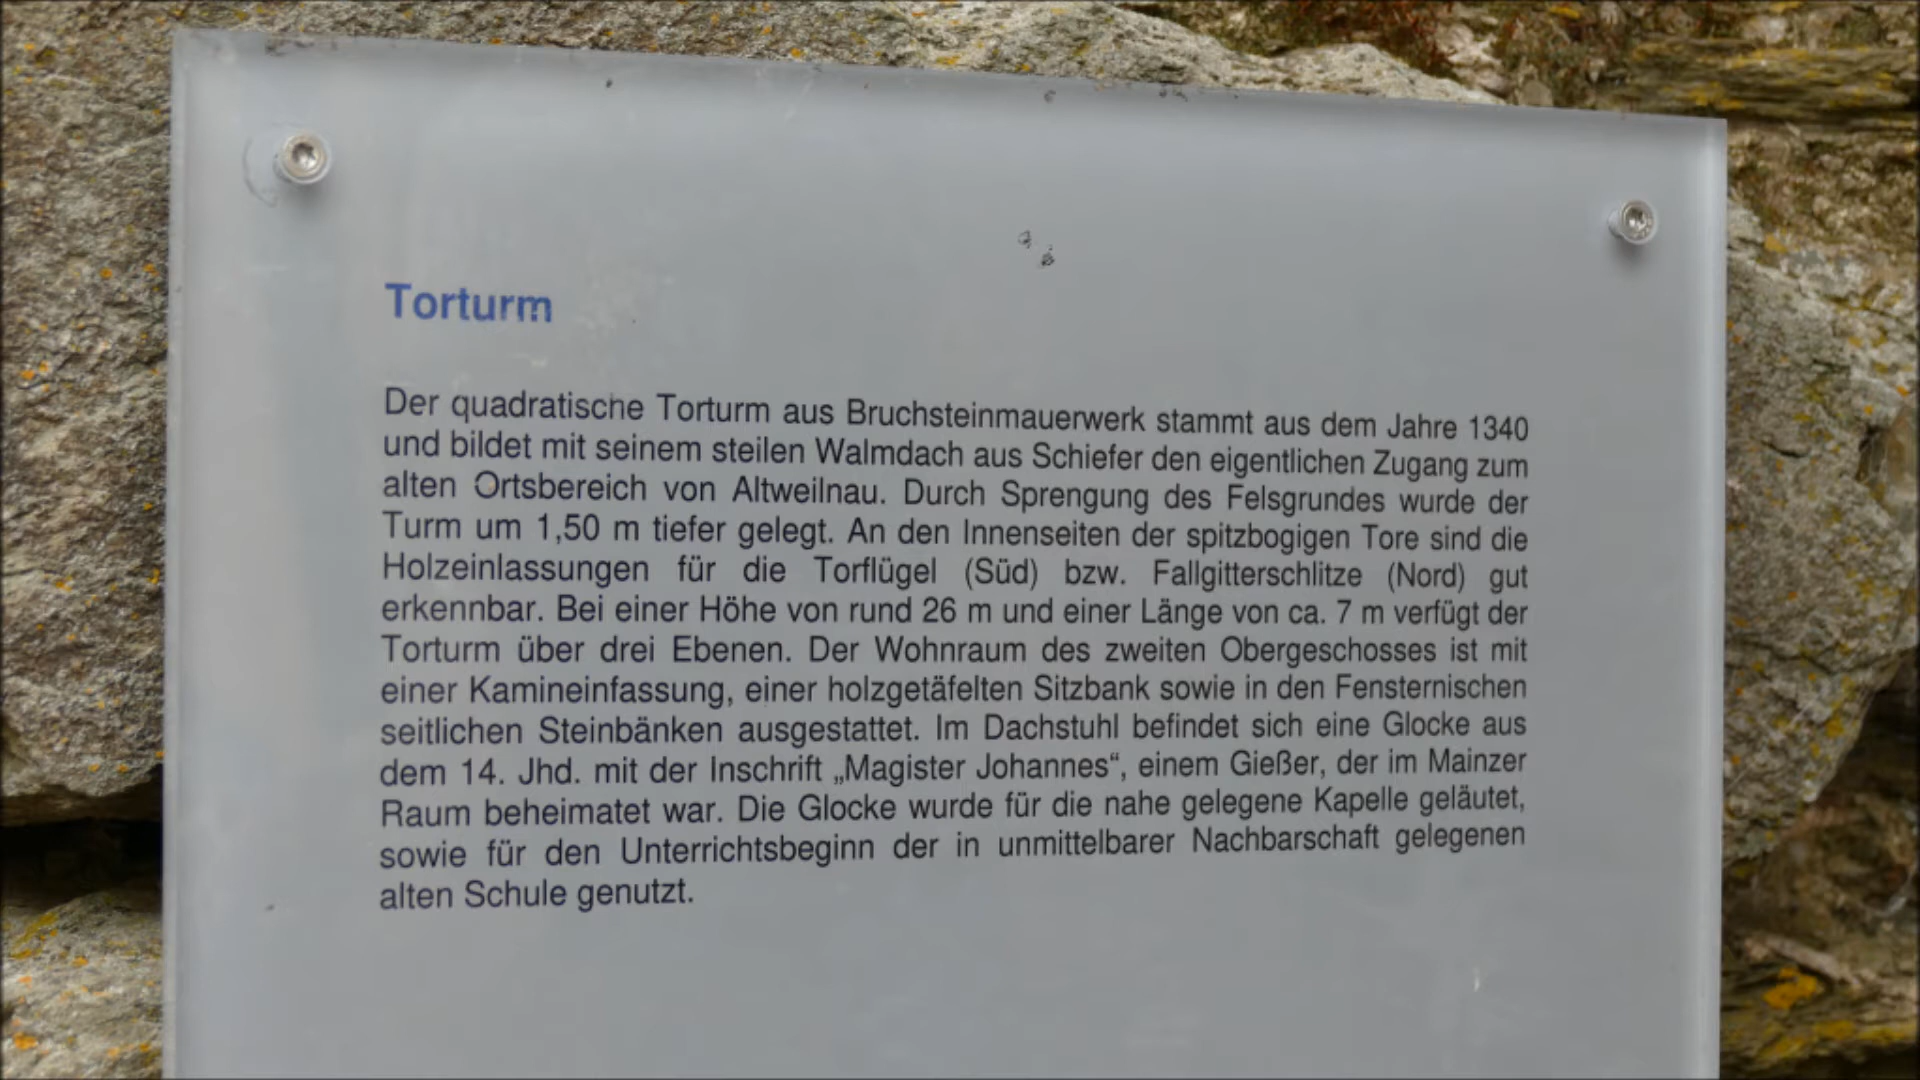 Torturm
Der quadratische Torturm aus Bruchsteinmauerwerk stammt aus dem Jahre 1340
und bildet mit seinem steilen Walmdach aus Schiefer den eigentlichen Zugang zum
alten Ortsbereich von Altweilnau. Durch Sprengung des Felsgrundes wurde der
Turm um 1,50 m tiefer gelegt. An den Innenseiten der spitzbogigen Tore sind die
Holzeinlassungen für die Torflügel (Süd) bzw. Fallgitterschlitze (Nord) gut
erkennbar. Bei einer Höhe von rund 26 m und einer Länge von ca. 7 m verfügt der
Torturm über drei Ebenen. Der Wohnraum des zweiten Obergeschosses ist mit
einer Kamineinfassung, einer holzgetäfelten Sitzbank sowie in den Fensternischen
seitlichen Steinbänken ausgestattet. Im Dachstuhl befindet sich eine Glocke aus
dem 14. Jhd. mit der Inschrift „Magister Johannes“, einem Gießer, der im Mainzer
Raum beheimatet war. Die Glocke wurde für die nahe gelegene Kapelle geläutet,
sowie für den Unterrichtsbeginn der in unmittelbarer Nachbarschaft gelegenen
alten Schule genutzt.